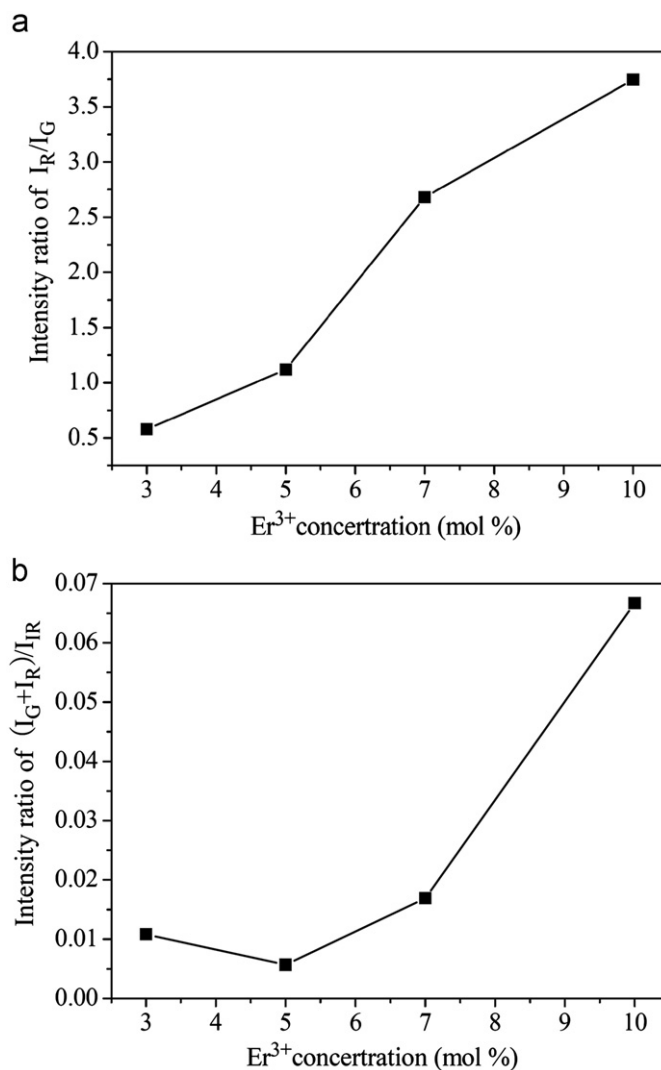 a
Intensity ratio of I_R/I_G
4.0
3.5
3.0
2.5
2.0
1.5
1.0
0.5
3 4 5 6 7 8 9 10
Er³⁺concertration (mol %)
b
Intensity ratio of (I_G+I_R)/I_IR
0.07
0.06
0.05
0.04
0.03
0.02
0.01
0.00
3 4 5 6 7 8 9 10
Er³⁺concertration (mol %)